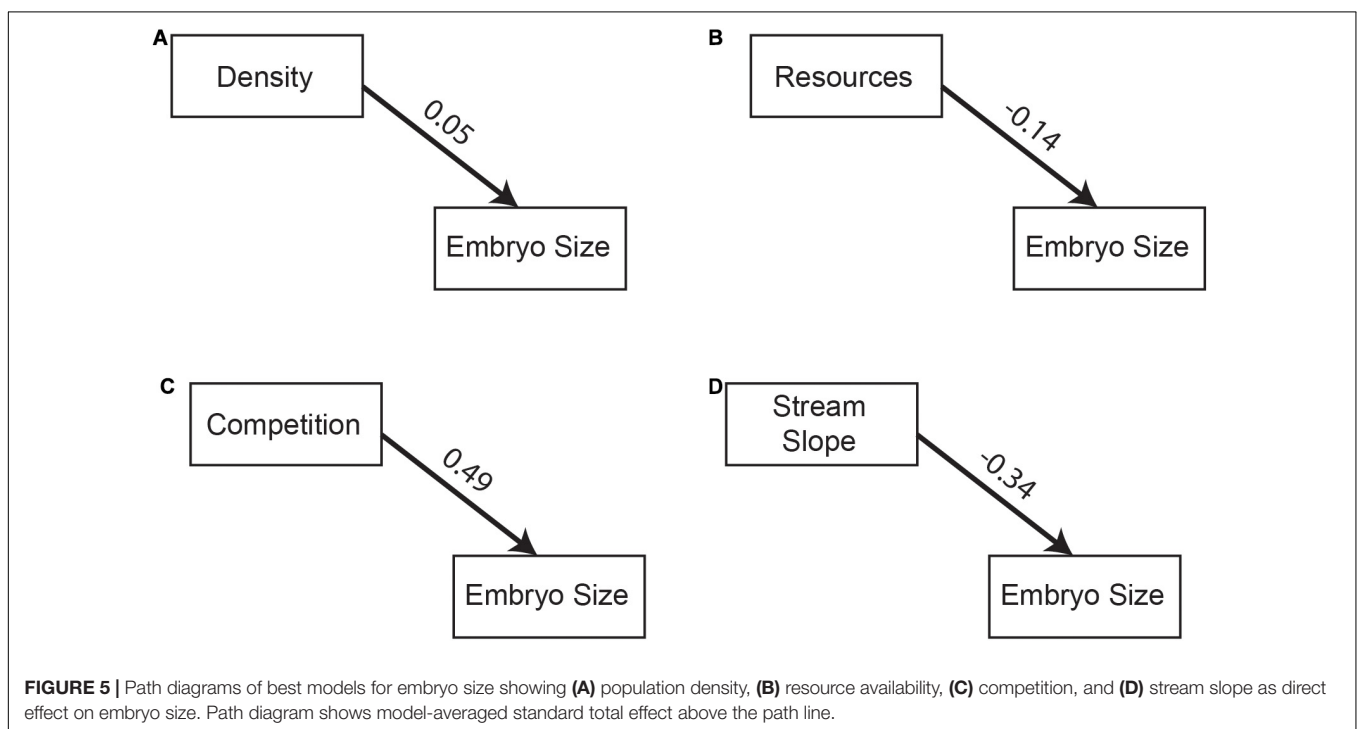 A
Density
0.05
Embryo Size
B
Resources
-0.14
Embryo Size
C
Competition
0.49
Embryo Size
D
Stream
Slope
-0.34
Embryo Size
FIGURE 5 | Path diagrams of best models for embryo size showing (A) population density, (B) resource availability, (C) competition, and (D) stream slope as direct
effect on embryo size. Path diagram shows model-averaged standard total effect above the path line.